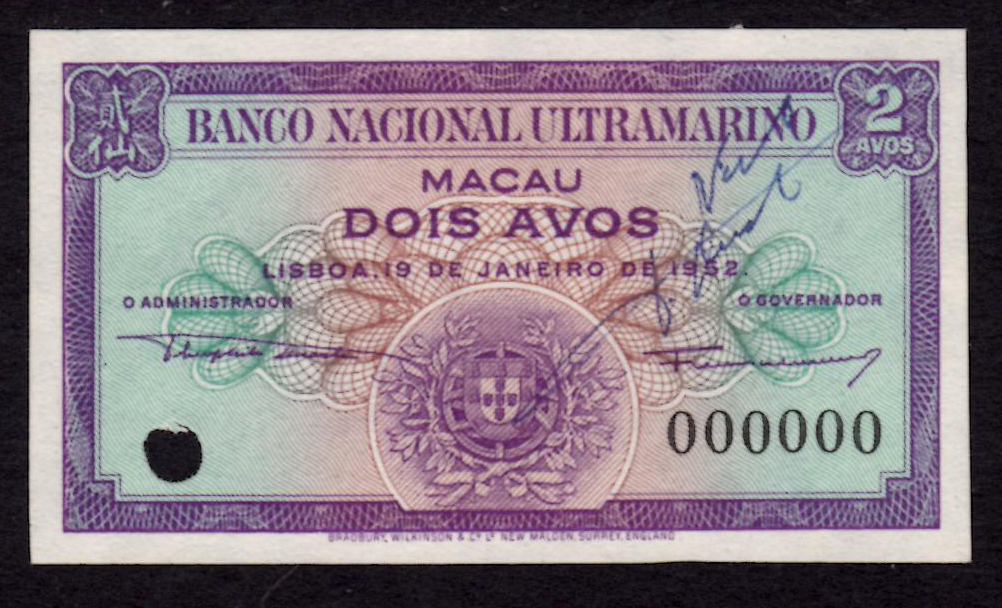 貳仙
BANCO NACIONAL ULTRAMARINO
2
AVOS
MACAU
DOIS AVOS
LISBOA, 19 DE JANEIRO DE 1952.
O ADMINISTRADOR
O GOVERNADOR
000000
BRADBURY, WILKINSON & Cº Lᵈ NEW MALDEN, SURREY, ENGLAND